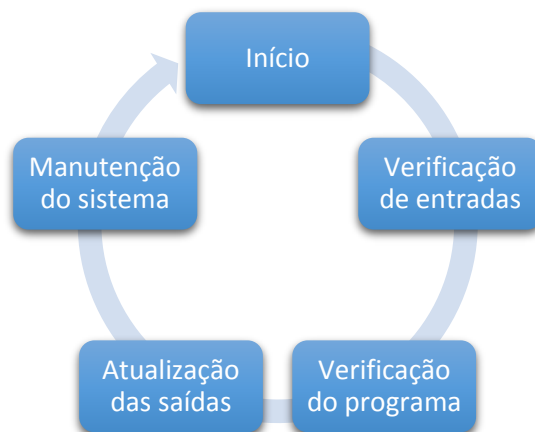 Início
Verificação
de entradas
Verificação
do programa
Atualização
das saídas
Manutenção
do sistema